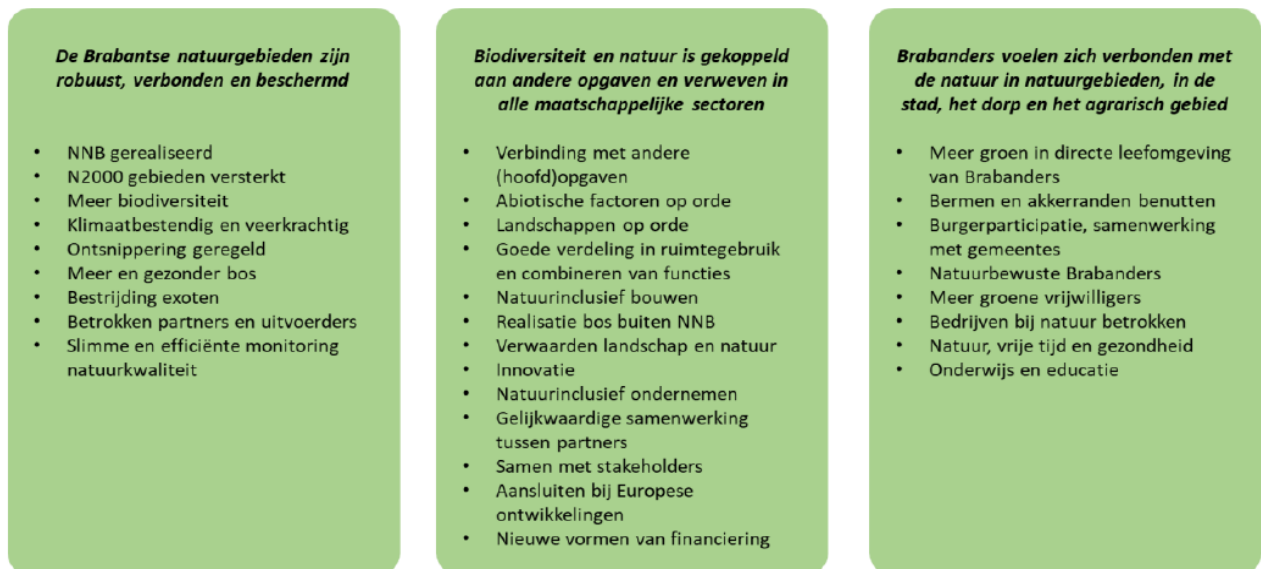 De Brabantse natuurgebieden zijn
robuust, verbonden en beschermd
• NNB gerealiseerd
• N2000 gebieden versterkt
• Meer biodiversiteit
• Klimaatbestendig en veerkrachtig
• Ontsnippering geregeld
• Meer en gezonder bos
• Bestrijding exoten
• Betrokken partners en uitvoerders
• Slimme en efficiënte monitoring
natuurkwaliteit
Biodiversiteit en natuur is gekoppeld
aan andere opgaven en verweven in
alle maatschappelijke sectoren
• Verbinding met andere
(hoofd)opgaven
• Abiotische factoren op orde
• Landschappen op orde
• Goede verdeling in ruimtegebruik
en combineren van functies
• Natuurinclusief bouwen
• Realisatie bos buiten NNB
• Verwaarden landschap en natuur
• Innovatie
• Natuurinclusief ondernemen
• Gelijkwaardige samenwerking
tussen partners
• Samen met stakeholders
• Aansluiten bij Europese
ontwikkelingen
• Nieuwe vormen van financiering
Brabanders voelen zich verbonden met
de natuur in natuurgebieden, in de
stad, het dorp en het agrarisch gebied
• Meer groen in directe leefomgeving
van Brabanders
• Bermen en akkerranden benutten
• Burgerparticipatie, samenwerking
met gemeentes
• Natuurbewuste Brabanders
• Meer groene vrijwilligers
• Bedrijven bij natuur betrokken
• Natuur, vrije tijd en gezondheid
• Onderwijs en educatie